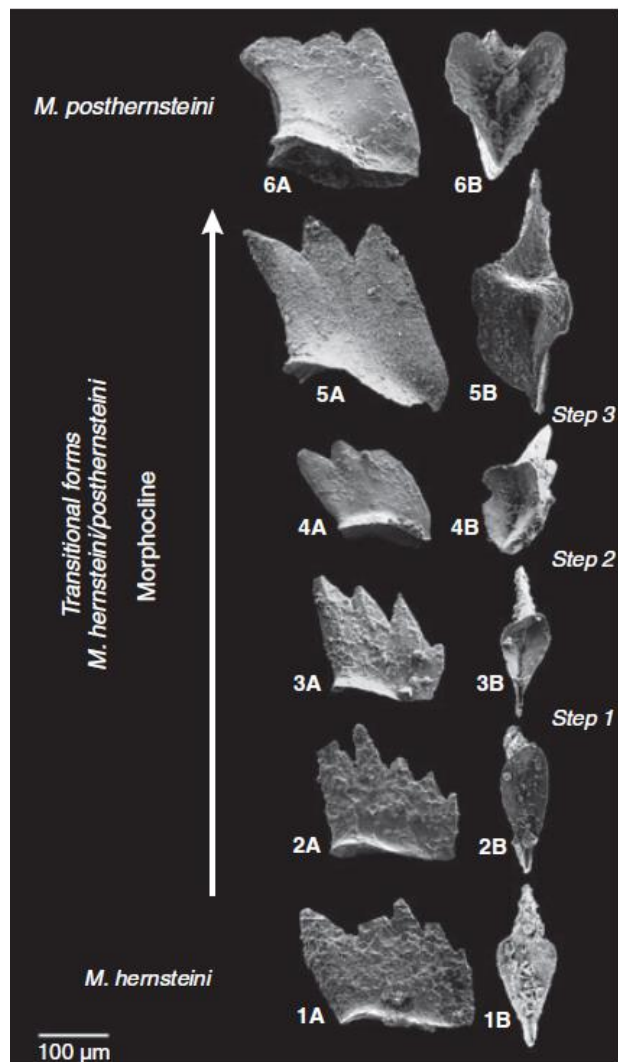 M. posthernsteini
6A
6B
5A
5B
Step 3
Transitional forms
M. hernsteini/posthernsteini
Morphocline
4A
4B
Step 2
3A
3B
Step 1
2A
2B
M. hernsteini
1A
1B
100 µm